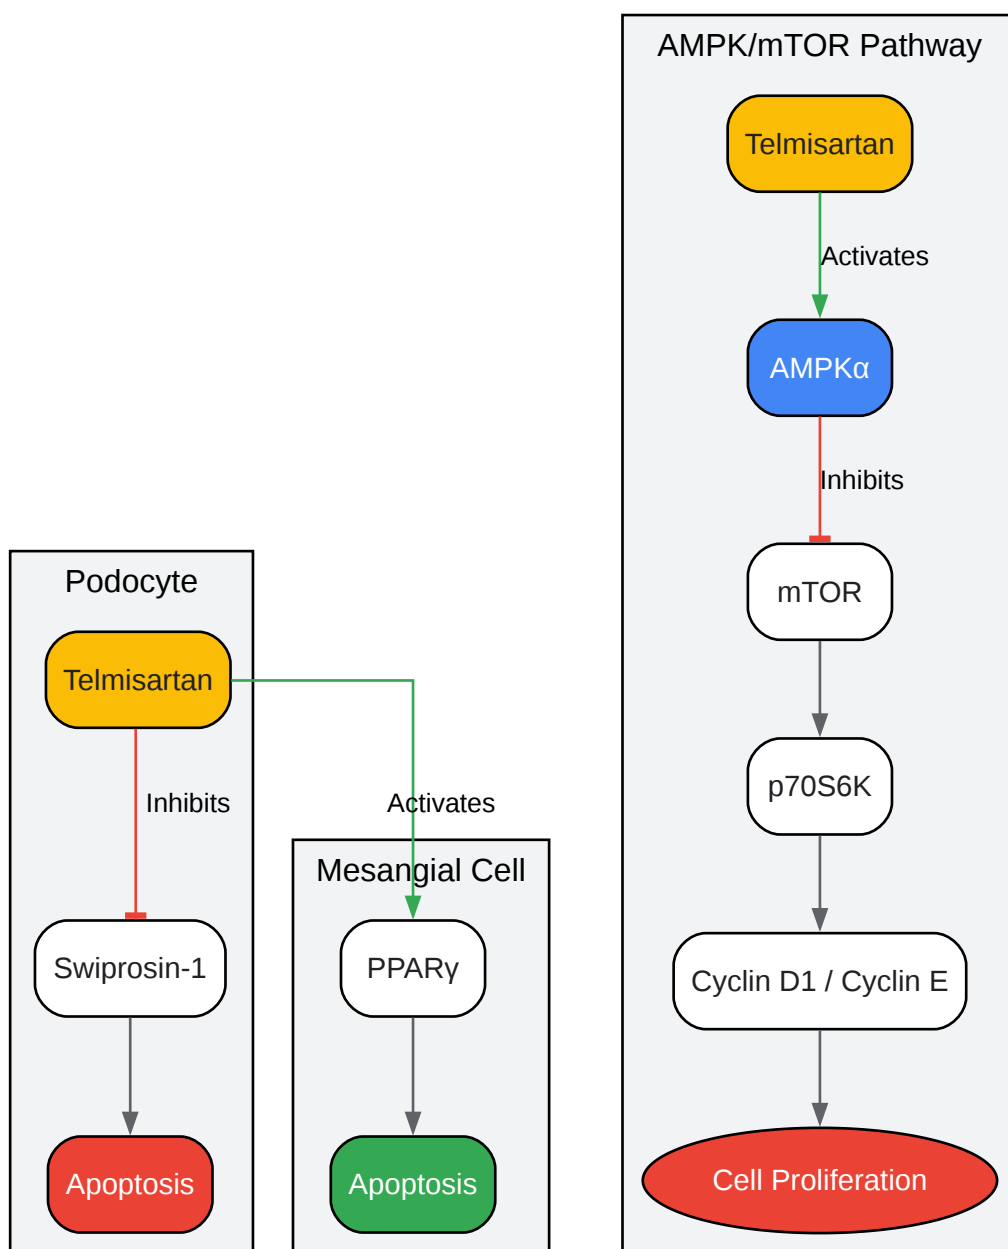 Podocyte
Telmisartan
Inhibits
Swiprosin-1
Apoptosis
Activates
Mesangial Cell
PPARγ
Apoptosis
AMPK/mTOR Pathway
Telmisartan
Activates
AMPKα
Inhibits
mTOR
p70S6K
Cyclin D1 / Cyclin E
Cell Proliferation